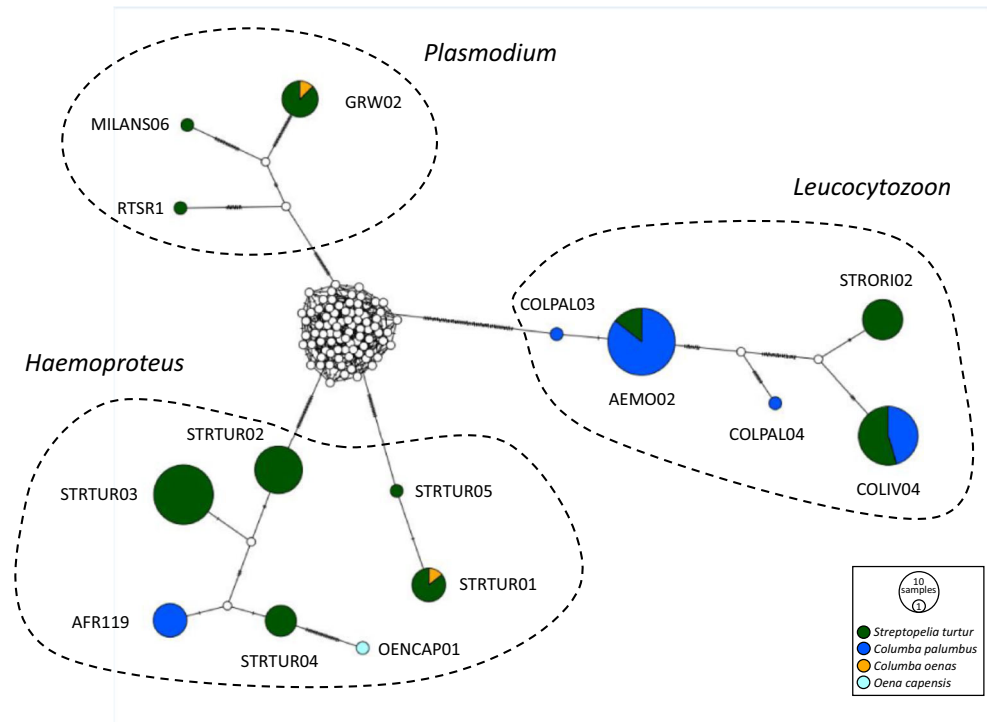 Plasmodium
GRW02
MILANS06
RTSR1
Leucocytozoon
STRORI02
COLPAL03
AEMO02
COLPAL04
COLIV04
Haemoproteus
STRTUR02
STRTUR03
STRTUR05
STRTUR01
AFR119
STRTUR04
OENCAP01
10
samples
1
Streptopelia turtur
Columba palumbus
Columba oenas
Oena capensis